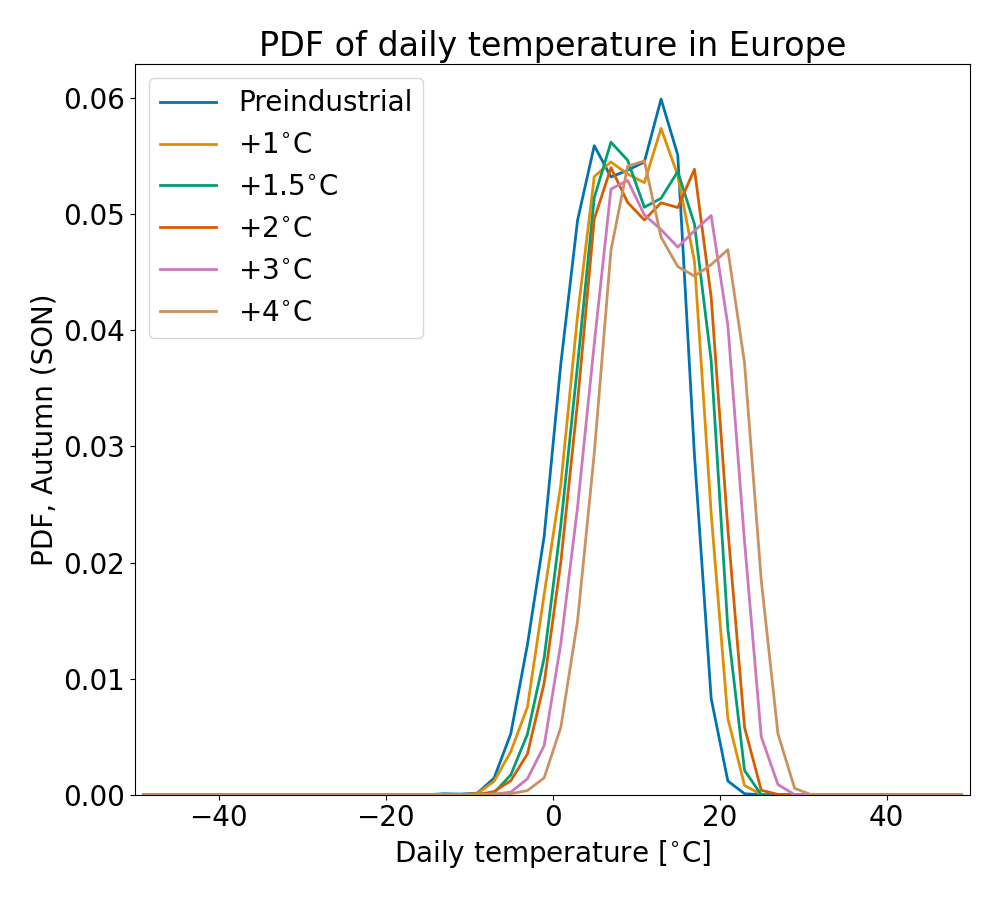 PDF of daily temperature in Europe
Preindustrial
+1°C
+1.5°C
+2°C
+3°C
+4°C
PDF, Autumn (SON)
0.06
0.05
0.04
0.03
0.02
0.01
0.00
−40
−20
0
20
40
Daily temperature [°C]